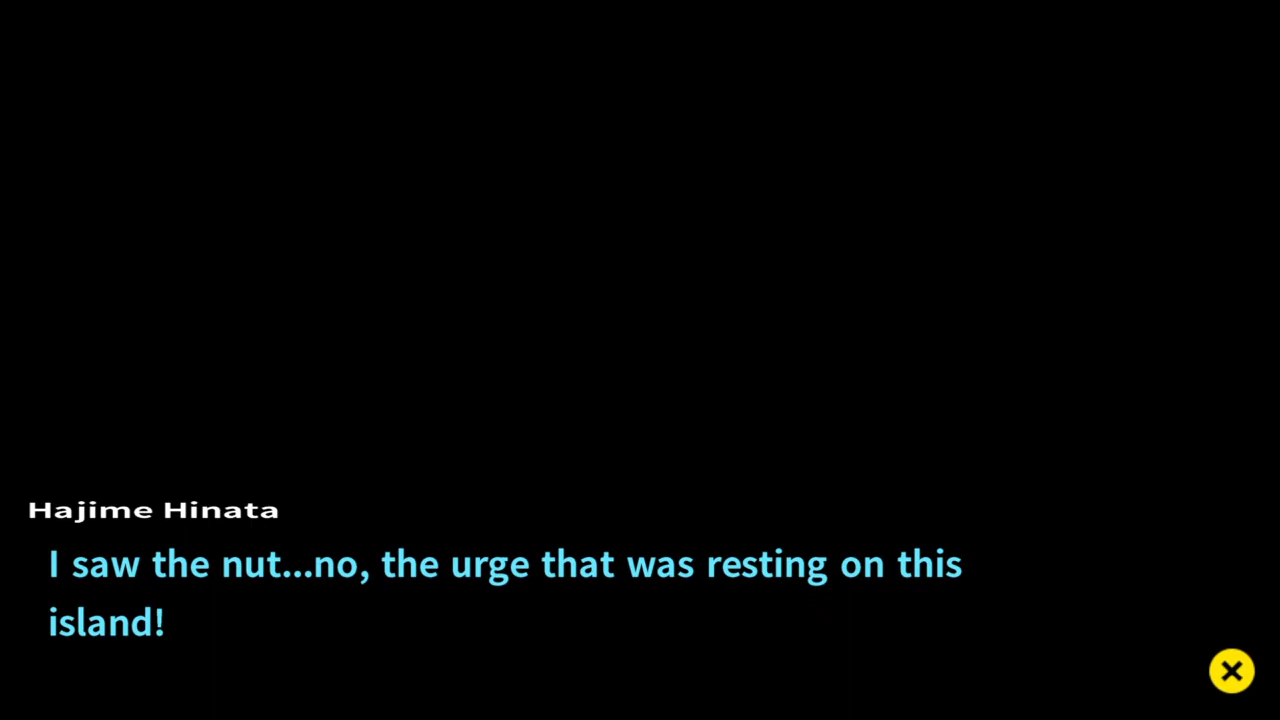 Hajime Hinata
I saw the nut...no, the urge that was resting on this
island!